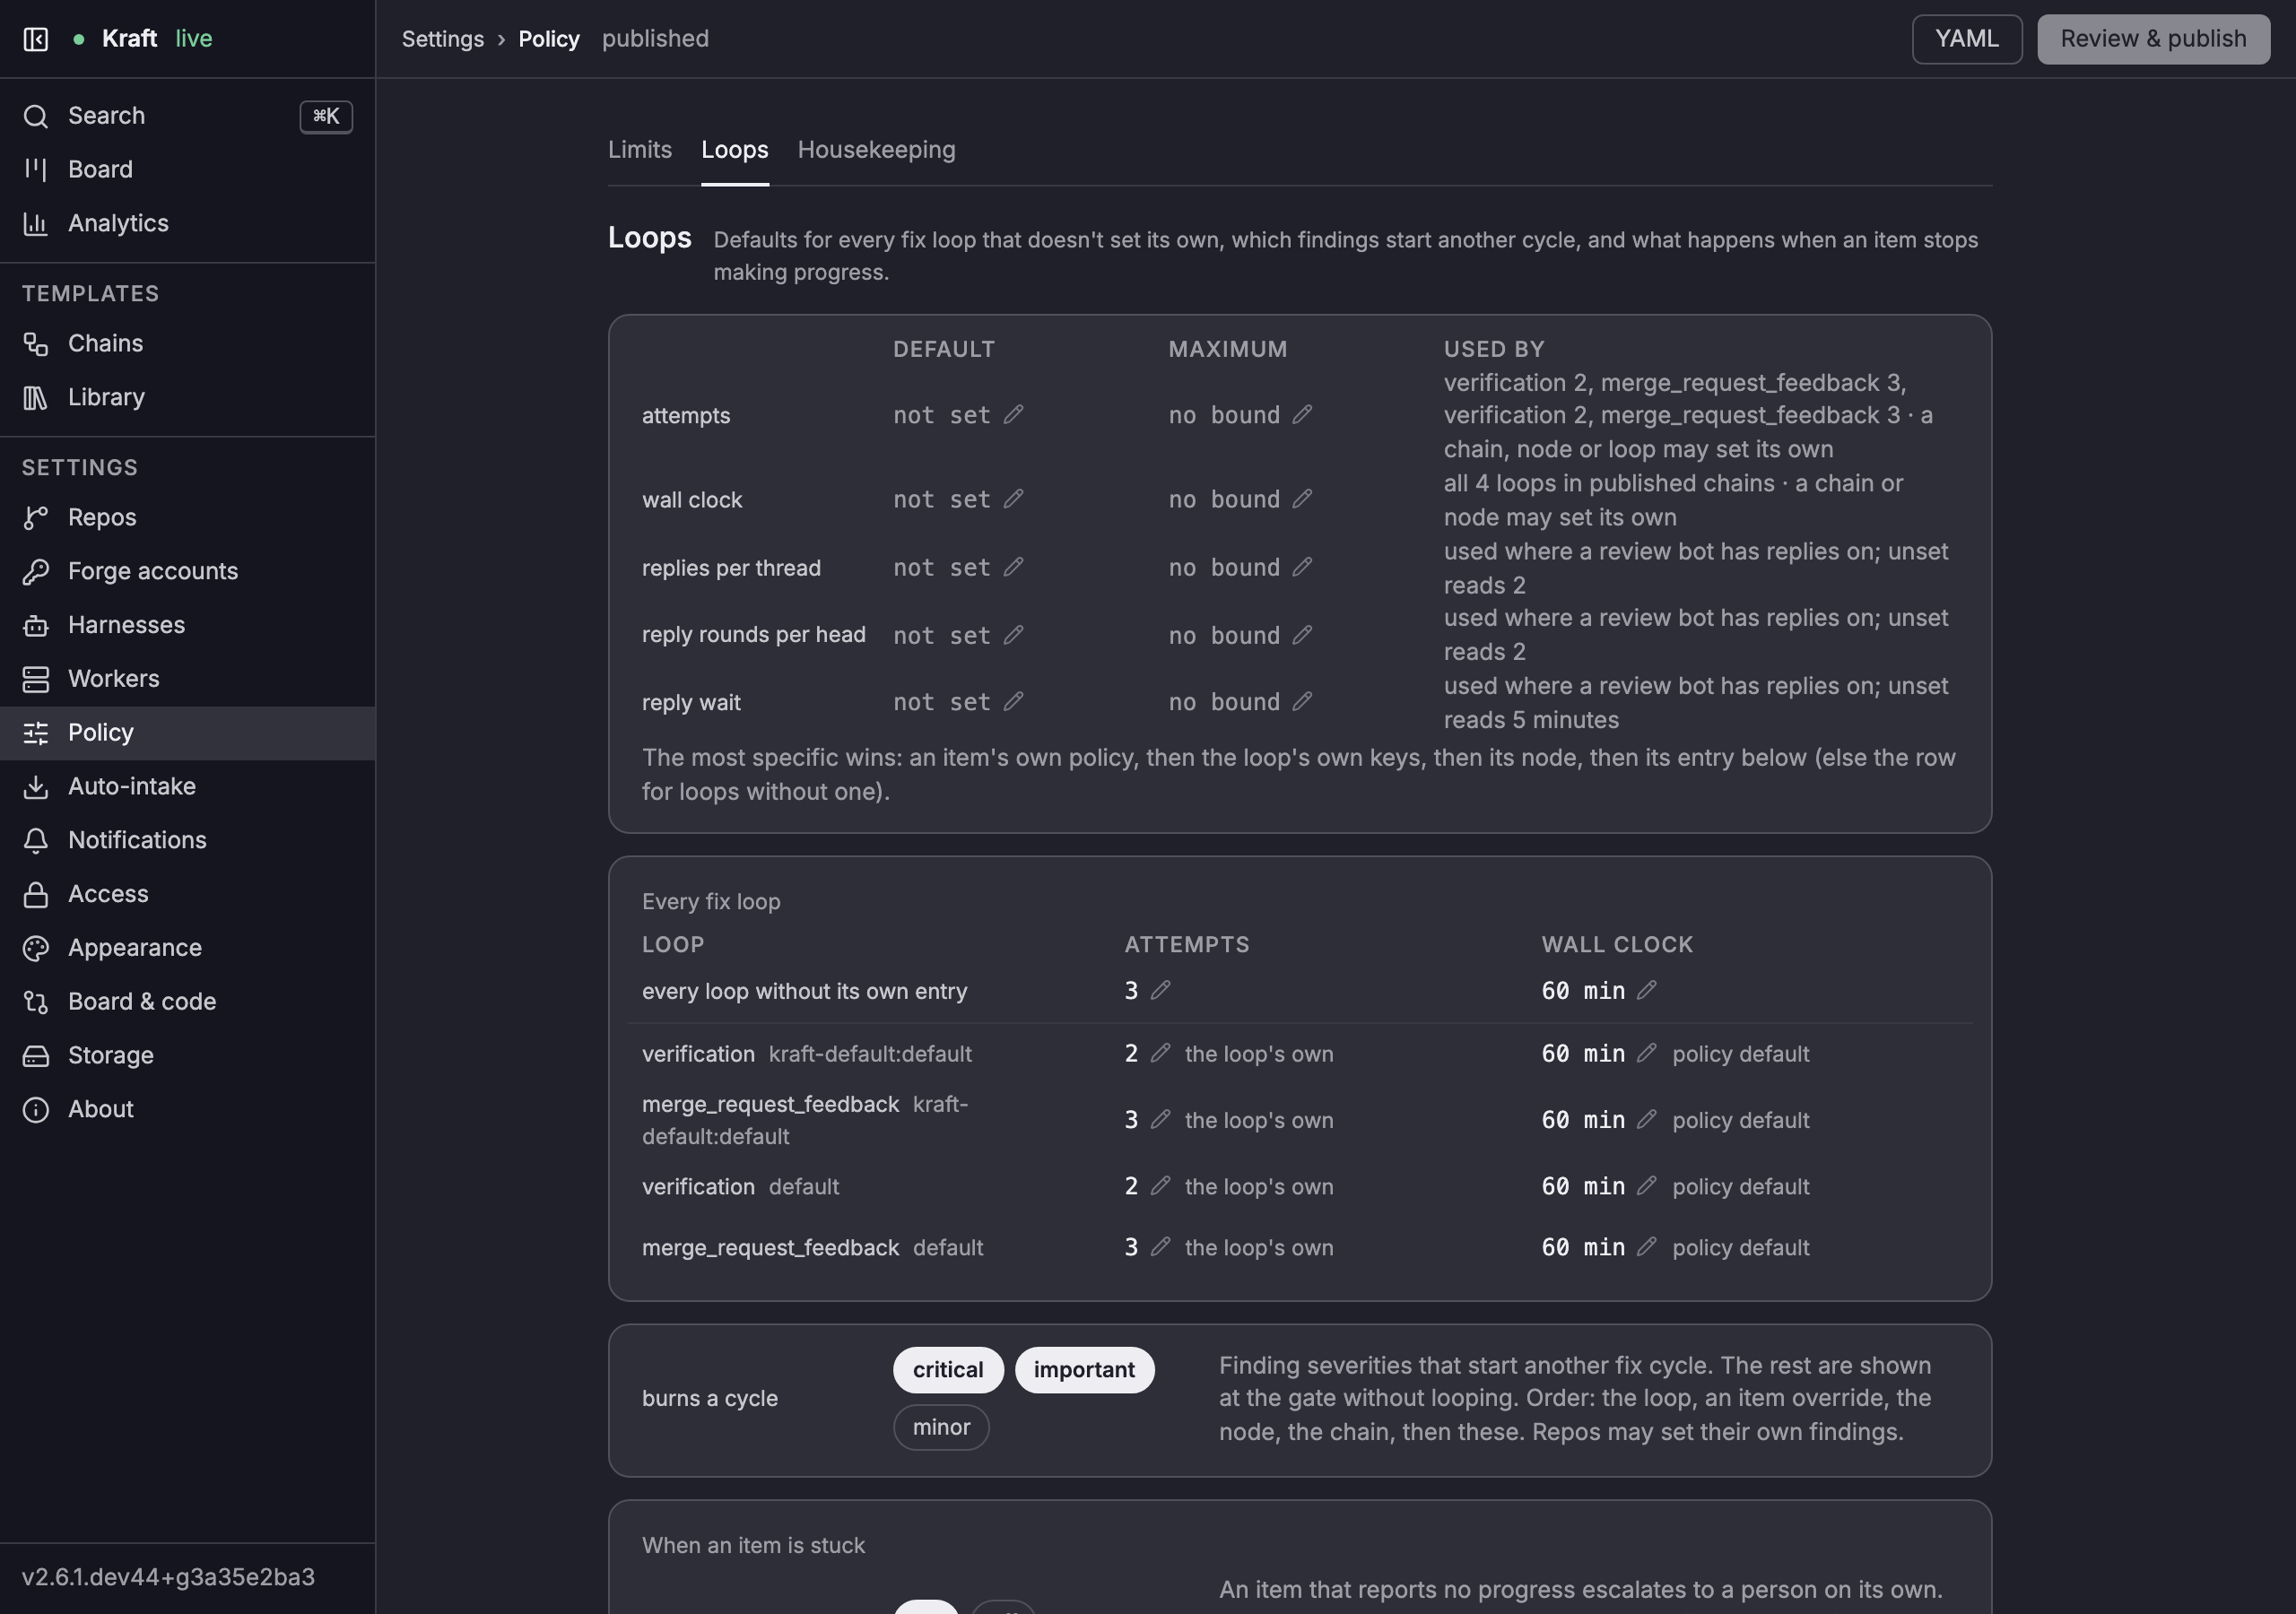 Kraft live
Settings › Policy published
YAML
Review & publish
Search ⌘K
Board
Analytics
TEMPLATES
Chains
Library
SETTINGS
Repos
Forge accounts
Harnesses
Workers
Policy
Auto-intake
Notifications
Access
Appearance
Board & code
Storage
About
v2.6.1.dev44+g3a35e2ba3
Limits Loops Housekeeping
Loops Defaults for every fix loop that doesn't set its own, which findings start another cycle, and what happens when an item stops
making progress.
DEFAULT MAXIMUM USED BY
attempts not set no bound verification 2, merge_request_feedback 3,
verification 2, merge_request_feedback 3 · a
chain, node or loop may set its own
wall clock not set no bound all 4 loops in published chains · a chain or
node may set its own
replies per thread not set no bound used where a review bot has replies on; unset
reads 2
reply rounds per head not set no bound used where a review bot has replies on; unset
reads 2
reply wait not set no bound used where a review bot has replies on; unset
reads 5 minutes
The most specific wins: an item's own policy, then the loop's own keys, then its node, then its entry below (else the row
for loops without one).
Every fix loop
LOOP ATTEMPTS WALL CLOCK
every loop without its own entry 3 60 min
verification kraft-default:default 2 the loop's own 60 min policy default
merge_request_feedback kraft-
default:default 3 the loop's own 60 min policy default
verification default 2 the loop's own 60 min policy default
merge_request_feedback default 3 the loop's own 60 min policy default
burns a cycle critical important
minor
Finding severities that start another fix cycle. The rest are shown
at the gate without looping. Order: the loop, an item override, the
node, the chain, then these. Repos may set their own findings.
When an item is stuck
An item that reports no progress escalates to a person on its own.